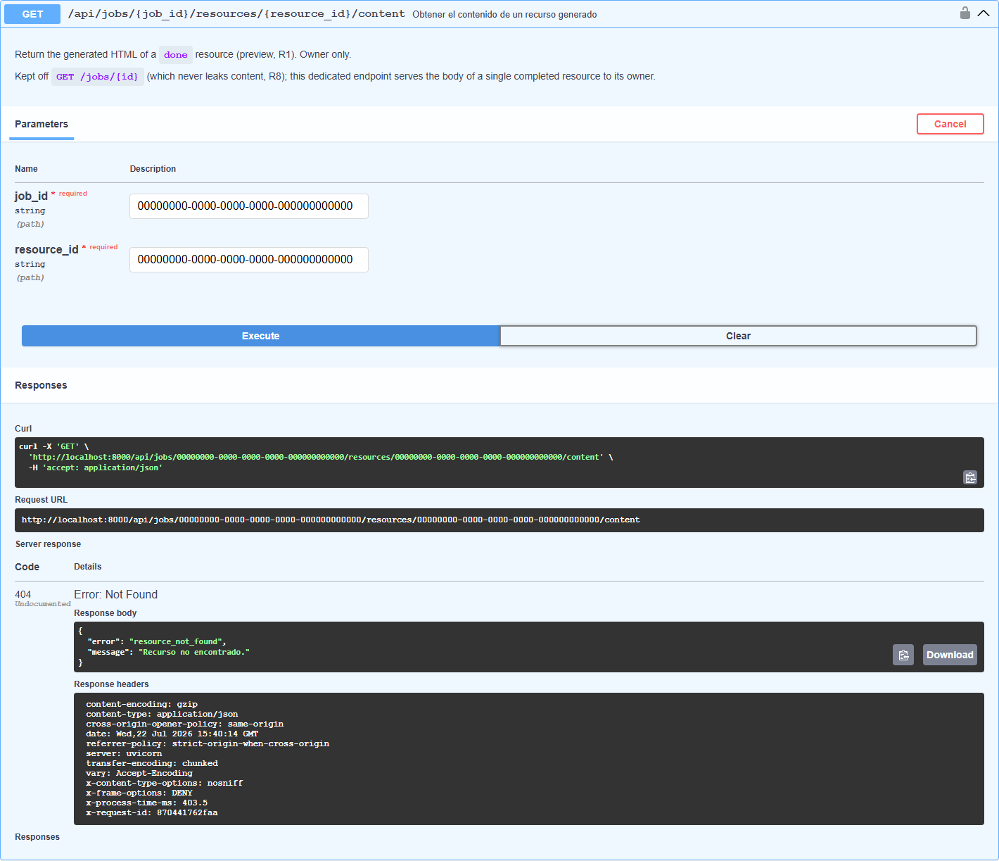 GET /api/jobs/{job_id}/resources/{resource_id}/content Obtener el contenido de un recurso generado
Return the generated HTML of a done resource (preview, R1). Owner only.
Kept off GET /jobs/{id} (which never leaks content, R8); this dedicated endpoint serves the body of a single completed resource to its owner.
Parameters
Cancel
Name Description
job_id * required
string
(path)
00000000-0000-0000-0000-000000000000
resource_id * required
string
(path)
00000000-0000-0000-0000-000000000000
Execute
Clear
Responses
Curl
curl -X 'GET' \
'http://localhost:8000/api/jobs/00000000-0000-0000-0000-000000000000/resources/00000000-0000-0000-0000-000000000000/content' \
-H 'accept: application/json'
Request URL
http://localhost:8000/api/jobs/00000000-0000-0000-0000-000000000000/resources/00000000-0000-0000-0000-000000000000/content
Server response
Code Details
404
Undocumented
Error: Not Found
Response body
{
"error": "resource_not_found",
"message": "Recurso no encontrado."
}
Download
Response headers
content-encoding: gzip
content-type: application/json
cross-origin-opener-policy: same-origin
date: Wed,22 Jul 2026 15:40:14 GMT
referrer-policy: strict-origin-when-cross-origin
server: uvicorn
transfer-encoding: chunked
vary: Accept-Encoding
x-content-type-options: nosniff
x-frame-options: DENY
x-process-time-ms: 403.5
x-request-id: 870441762faa
Responses